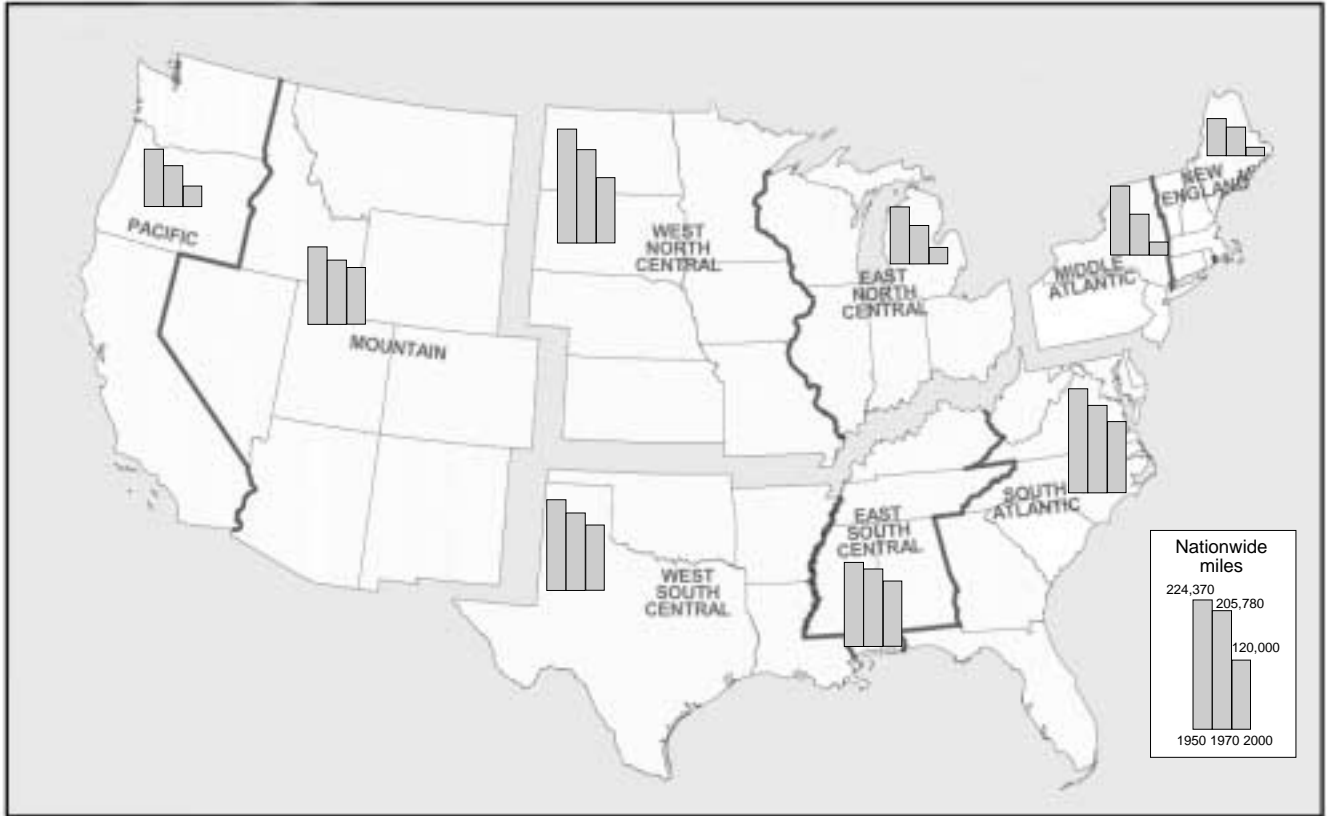 PACIFIC
MOUNTAIN
WEST
NORTH
CENTRAL
EAST
NORTH
CENTRAL
MIDDLE
ATLANTIC
NEW
ENGLAND
WEST
SOUTH
CENTRAL
EAST
SOUTH
CENTRAL
SOUTH
ATLANTIC
Nationwide
miles
224,370
205,780
120,000
1950 1970 2000